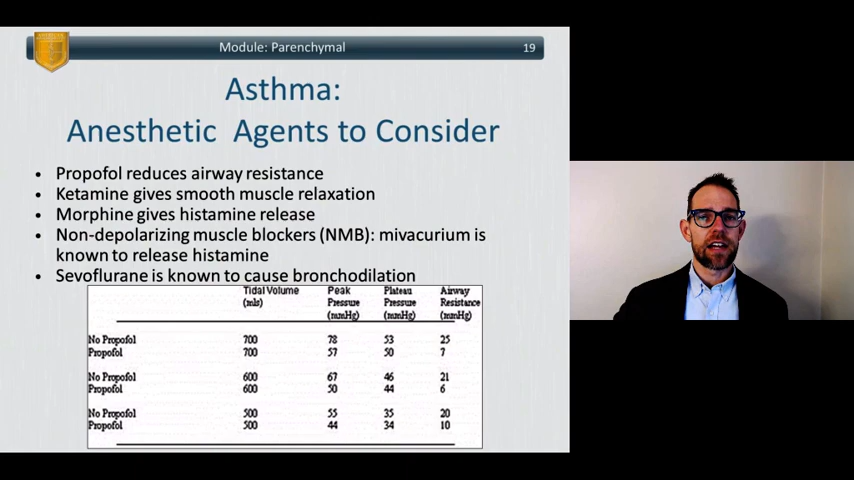 Module: Parenchymal
19
Asthma:
Anesthetic Agents to Consider
• Propofol reduces airway resistance
• Ketamine gives smooth muscle relaxation
• Morphine gives histamine release
• Non-depolarizing muscle blockers (NMB): mivacurium is
known to release histamine
• Sevoflurane is known to cause bronchodilation
Tidal Volume Peak Plateau Airway
(mls) Pressure Pressure Resistance
(mmHg) (mmHg) (mmHg)
No Propofol 700 78 53 25
Propofol 700 57 50 7
No Propofol 600 67 46 21
Propofol 600 50 44 6
No Propofol 500 55 35 20
Propofol 500 44 34 10